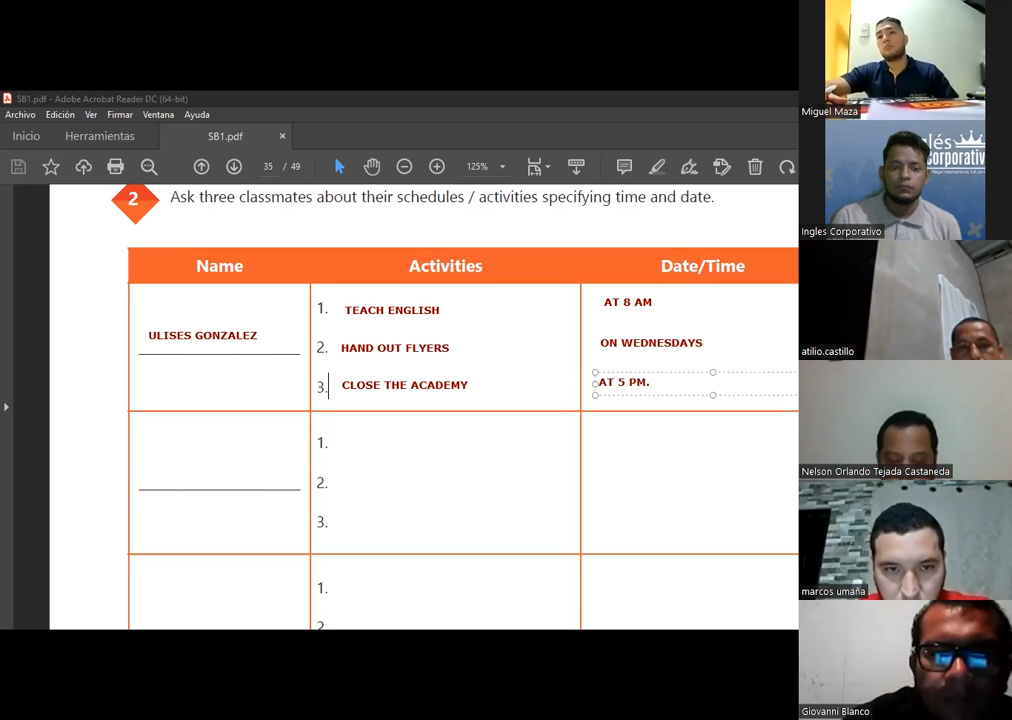 SB1.pdf - Adobe Acrobat Reader DC (64-bit)
Archivo Edición Ver Firmar Ventana Ayuda
Inicio Herramientas SB1.pdf ×
35 / 49 125%
2 Ask three classmates about their schedules / activities specifying time and date.
Name Activities Date/Time
ULISES GONZALEZ
1. TEACH ENGLISH AT 8 AM
2. HAND OUT FLYERS ON WEDNESDAYS
3. CLOSE THE ACADEMY AT 5 PM.
1.
2.
3.
1.
2
Miguel Maza
glés
corporativ
Ingles Corporativo
atilio.castillo
Nelson Orlando Tejada Castaneda
marcos umaña
Giovanni Blanco